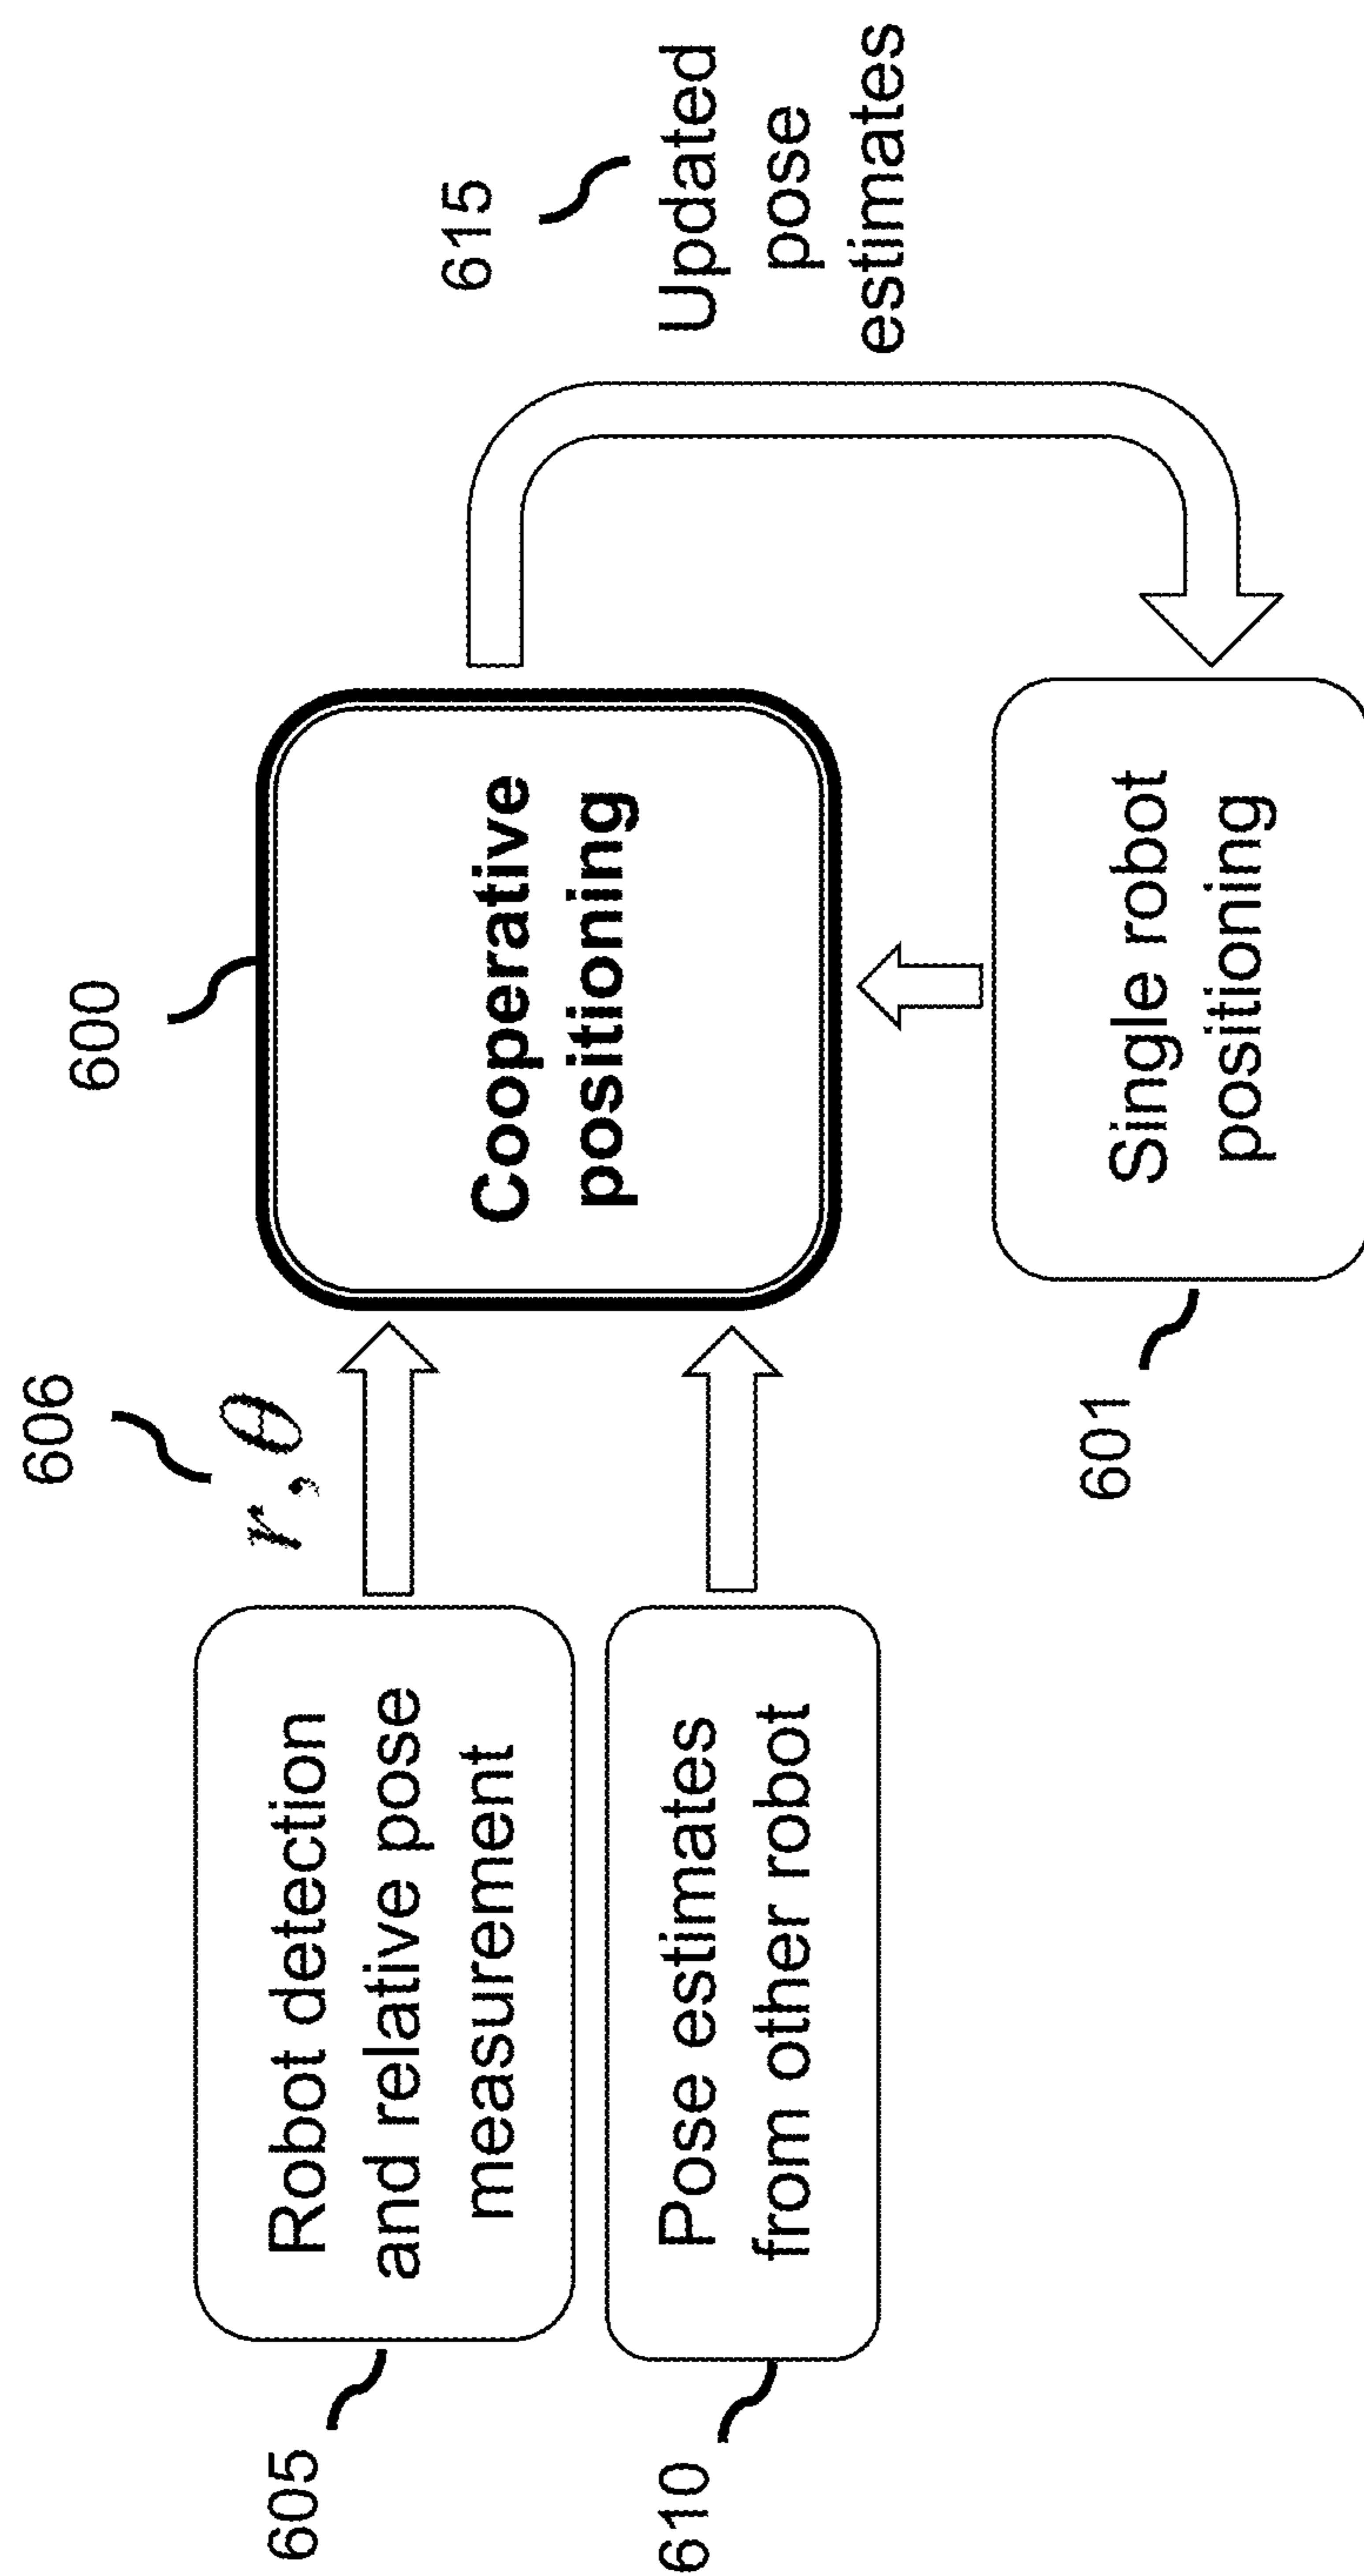 600
606
r, θ
615
605
Robot detection
and relative pose
measurement
Cooperative
positioning
Updated
pose
estimates
610
Pose estimates
from other robot
601
Single robot
positioning